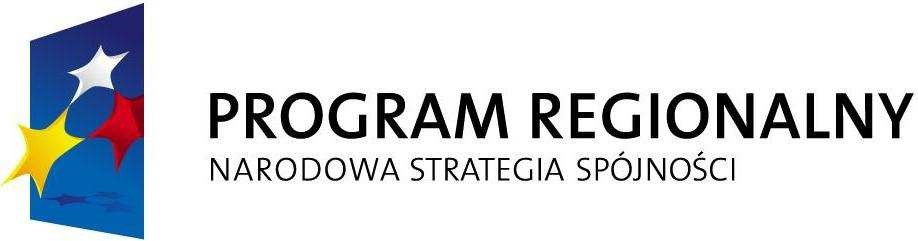 PROGRAM REGIONALNY
NARODOWA STRATEGIA SPÓJNOŚCI